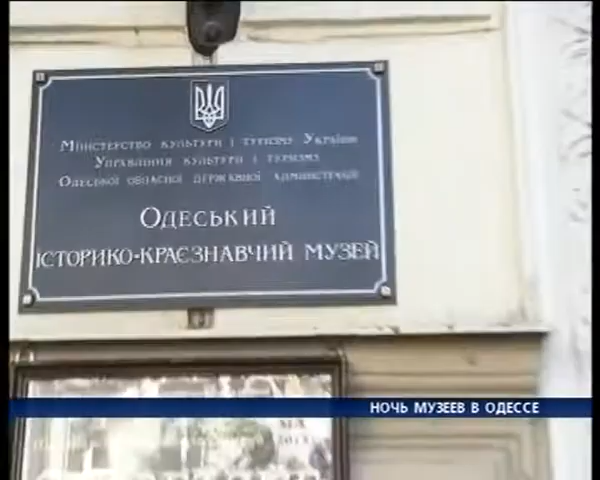 Міністерство культури і туризму України
Управління культури і туризму
Одеської обласної державної адміністрації
Одеський
історико-краєзнавчий музей
НОЧЬ МУЗЕЕВ В ОДЕССЕ